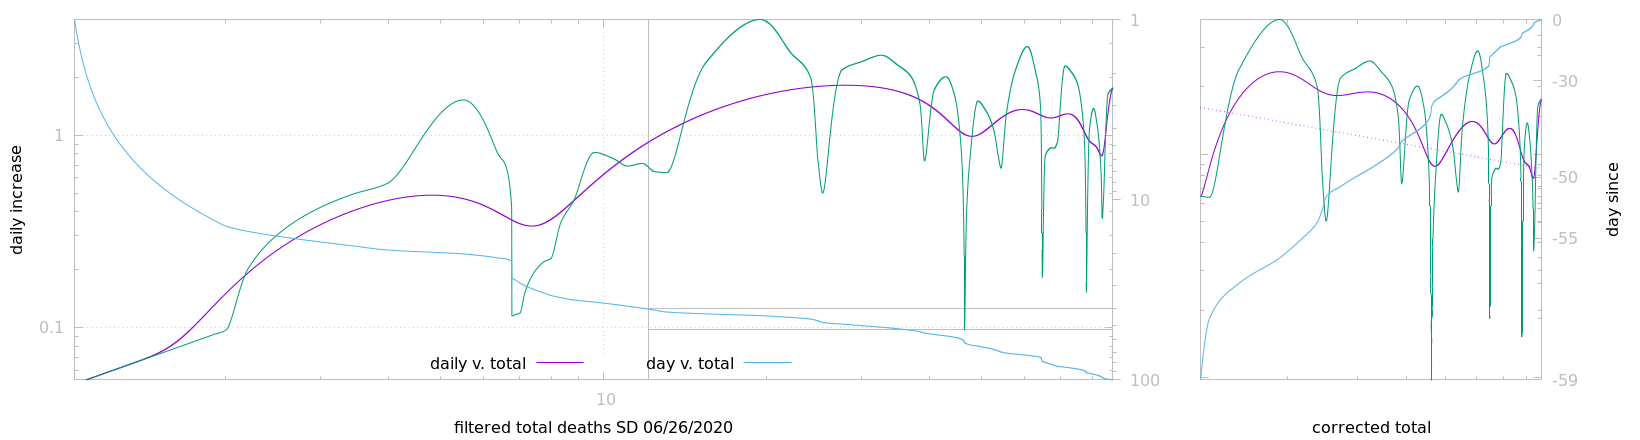 daily increase
1
0.1
10
daily v. total
day v. total
1
10
100
filtered total deaths SD 06/26/2020
0
-30
-50
-55
-59
day since
corrected total